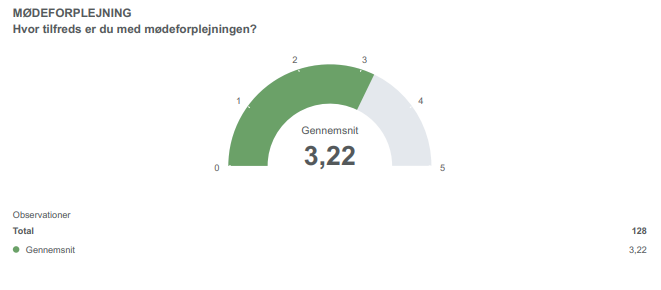 MØDEFORPLEJNING
Hvor tilfreds er du med mødeforplejningen?
2
3
1
4
Gennemsnit
3,22
0
5
Observationer
Total 128
Gennemsnit 3,22